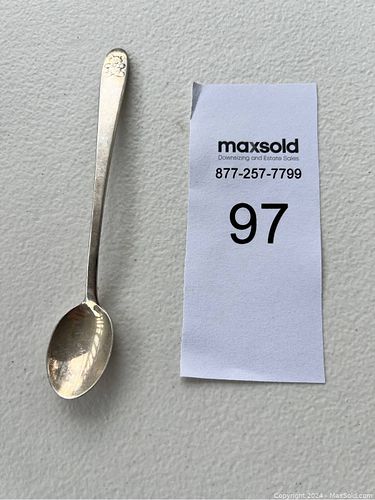 maxsold
Downsizing and Estate Sales
877-257-7799
97
Copyright 2024 - MaxSold.com